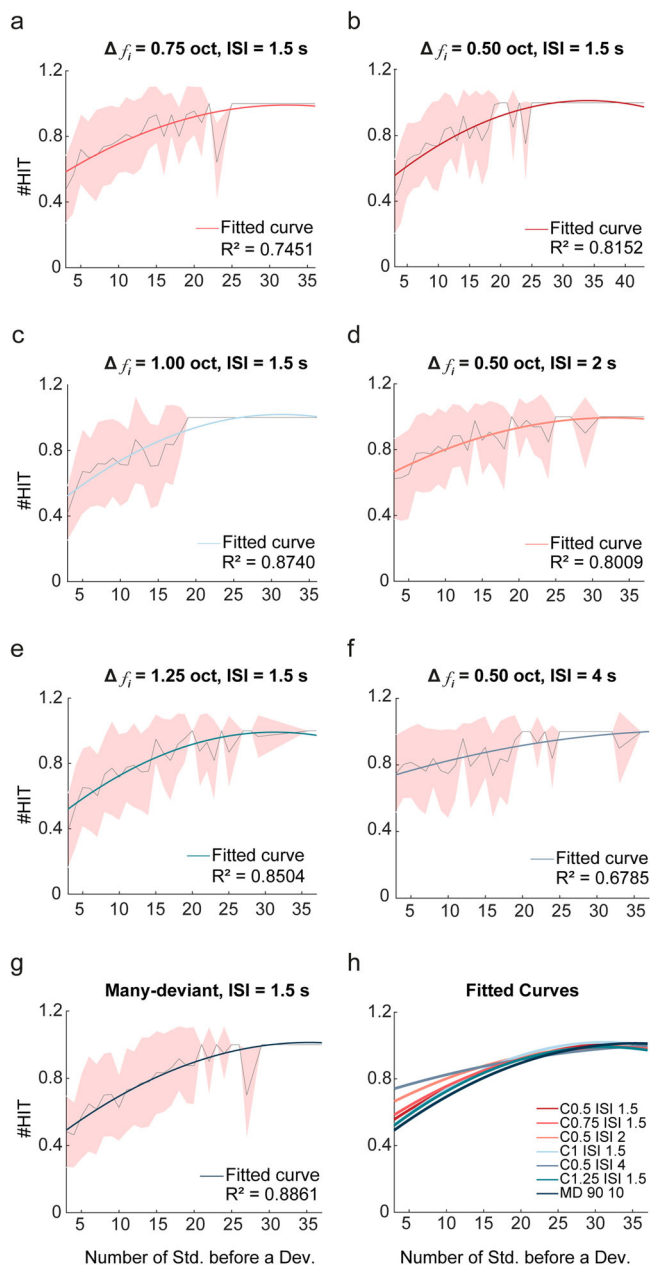 a
Δ fi = 0.75 oct, ISI = 1.5 s
1.2
0.8
0.4
0
#HIT
Fitted curve
R² = 0.7451
5 10 15 20 25 30 35
b
Δ fi = 0.50 oct, ISI = 1.5 s
1.2
0.8
0.4
0
Fitted curve
R² = 0.8152
5 10 15 20 25 30 35 40
c
Δ fi = 1.00 oct, ISI = 1.5 s
1.2
0.8
0.4
0
#HIT
Fitted curve
R² = 0.8740
5 10 15 20 25 30 35
d
Δ fi = 0.50 oct, ISI = 2 s
1.2
0.8
0.4
0
Fitted curve
R² = 0.8009
5 10 15 20 25 30 35
e
Δ fi = 1.25 oct, ISI = 1.5 s
1.2
0.8
0.4
0
#HIT
Fitted curve
R² = 0.8504
5 10 15 20 25 30 35
f
Δ fi = 0.50 oct, ISI = 4 s
1.2
0.8
0.4
0
Fitted curve
R² = 0.6785
5 10 15 20 25 30 35
g
Many-deviant, ISI = 1.5 s
1.2
0.8
0.4
0
#HIT
Fitted curve
R² = 0.8861
5 10 15 20 25 30 35
Number of Std. before a Dev.
h
Fitted Curves
1.2
0.8
0.4
0
C0.5 ISI 1.5
C0.75 ISI 1.5
C0.5 ISI 2
C1 ISI 1.5
C0.5 ISI 4
C1.25 ISI 1.5
MD 90 10
5 10 15 20 25 30 35
Number of Std. before a Dev.